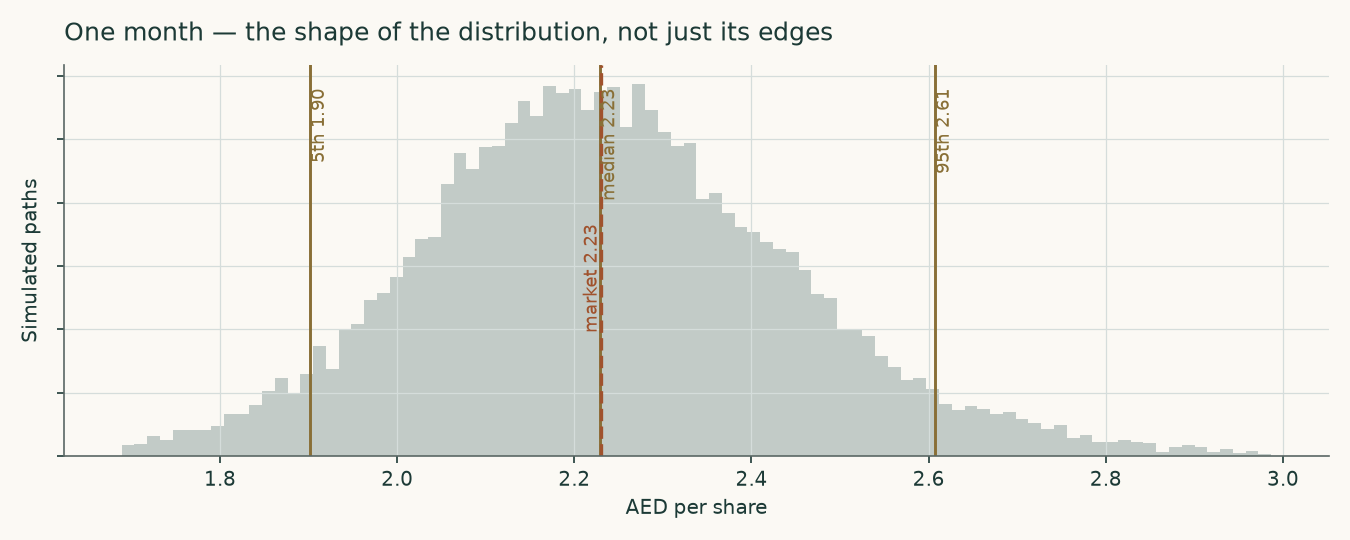 One month — the shape of the distribution, not just its edges
5th 1.90
median 2.23
market 2.23
95th 2.61
Simulated paths
1.8 2.0 2.2 2.4 2.6 2.8 3.0
AED per share